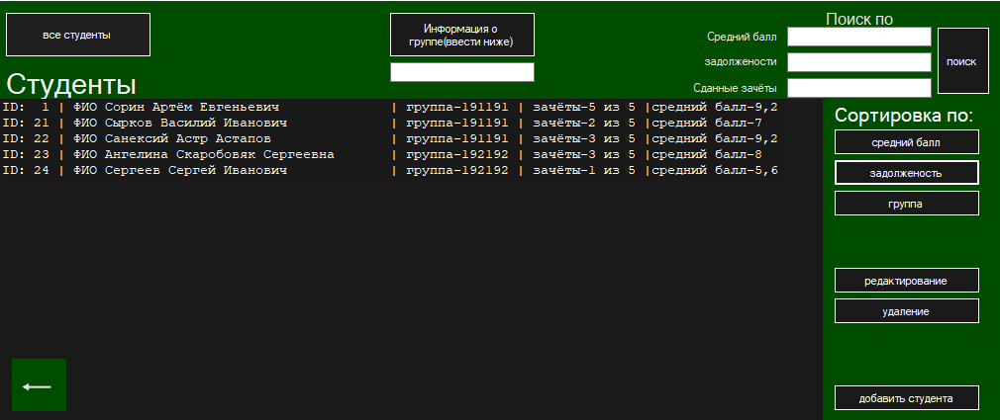 все студенты
Информация о
группе(ввести ниже)
Поиск по
Средний балл
задолжености
Сданные зачёты
поиск
Студенты
ID: 1 | ФИО Сорин Артём Евгеньевич | группа-191191 | зачёты-5 из 5 |средний балл-9,2
ID: 21 | ФИО Сырков Василий Иванович | группа-191191 | зачёты-2 из 5 |средний балл-7
ID: 22 | ФИО Санексий Астр Астапов | группа-191191 | зачёты-3 из 5 |средний балл-9,2
ID: 23 | ФИО Ангелина Скаробовяк Сергеевна | группа-192192 | зачёты-3 из 5 |средний балл-8
ID: 24 | ФИО Сергеев Сергей Иванович | группа-192192 | зачёты-1 из 5 |средний балл-5,6
Сортировка по:
средний балл
задолженость
группа
редактирование
удаление
добавить студента